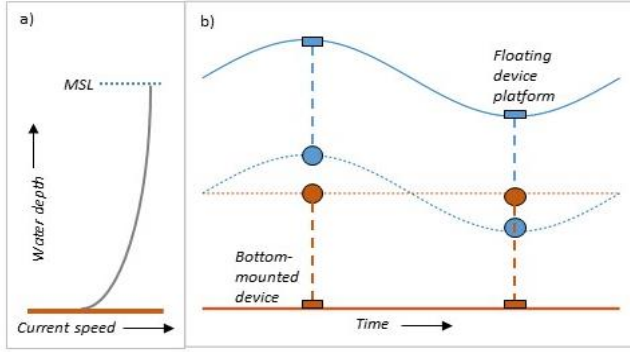 a)
MSL
Water depth
Current speed
b)
Floating
device
platform
Bottom-
mounted
device
Time